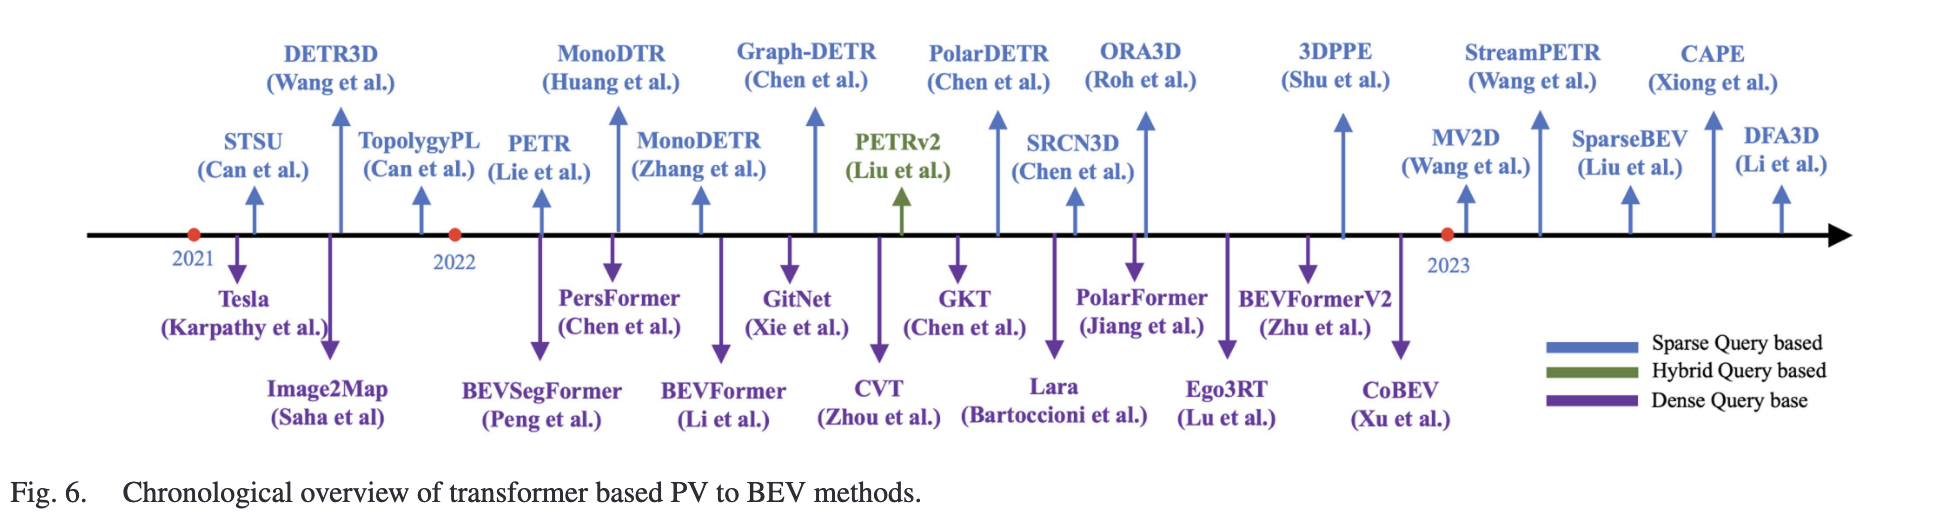 DETR3D
(Wang et al.)
MonoDTR
(Huang et al.)
Graph-DETR
(Chen et al.)
PolarDETR
(Chen et al.)
ORA3D
(Roh et al.)
3DPPE
(Shu et al.)
StreamPETR
(Wang et al.)
CAPE
(Xiong et al.)
STSU
(Can et al.)
TopolygyPL
(Can et al.)
PETR
(Lie et al.)
MonoDETR
(Zhang et al.)
PETRv2
(Liu et al.)
SRCN3D
(Chen et al.)
MV2D
(Wang et al.)
SparseBEV
(Liu et al.)
DFA3D
(Li et al.)
2021
2022
2023
Tesla
(Karpathy et al.)
PersFormer
(Chen et al.)
GitNet
(Xie et al.)
GKT
(Chen et al.)
PolarFormer
(Jiang et al.)
BEVFormerV2
(Zhu et al.)
Image2Map
(Saha et al)
BEVSegFormer
(Peng et al.)
BEVFormer
(Li et al.)
CVT
(Zhou et al.)
Lara
(Bartoccioni et al.)
Ego3RT
(Lu et al.)
CoBEV
(Xu et al.)
Sparse Query based
Hybrid Query based
Dense Query base
Fig. 6. Chronological overview of transformer based PV to BEV methods.